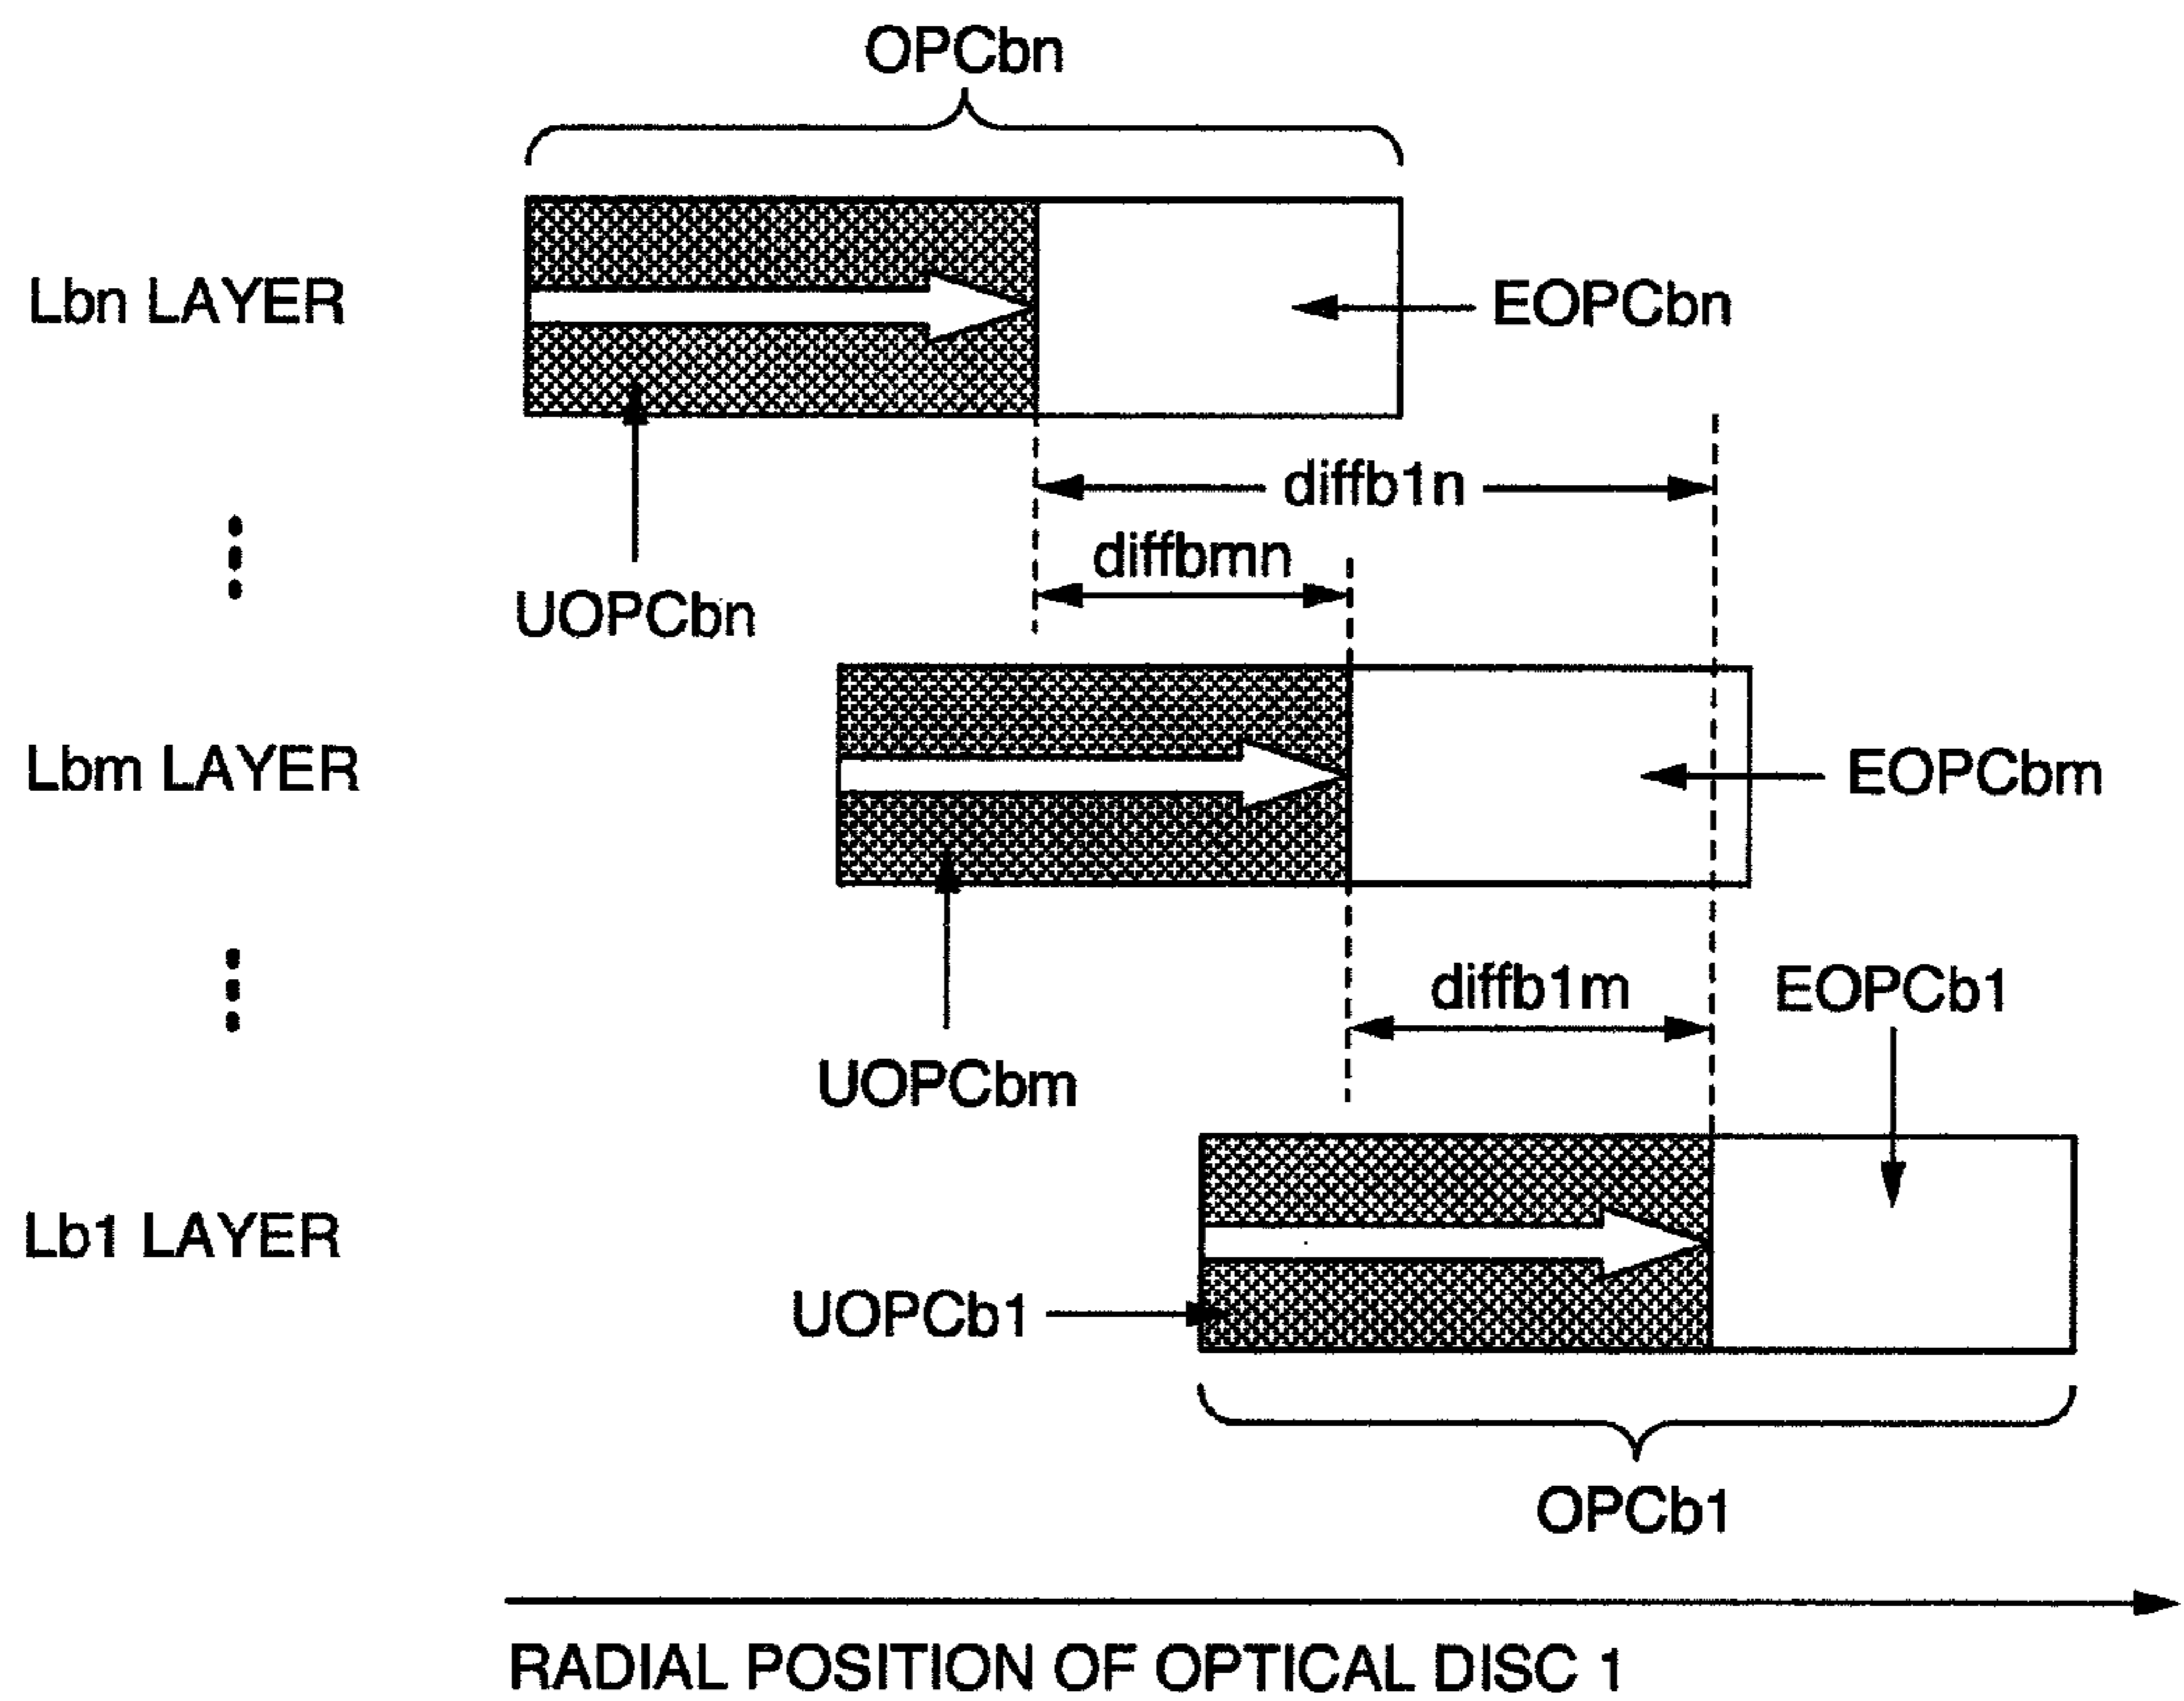 OPCbn
Lbn LAYER
EOPCbn
diffb1n
diffbmn
UOPCbn
Lbm LAYER
EOPCbm
diffb1m
EOPCb1
UOPCbm
Lb1 LAYER
UOPCb1
OPCb1
RADIAL POSITION OF OPTICAL DISC 1